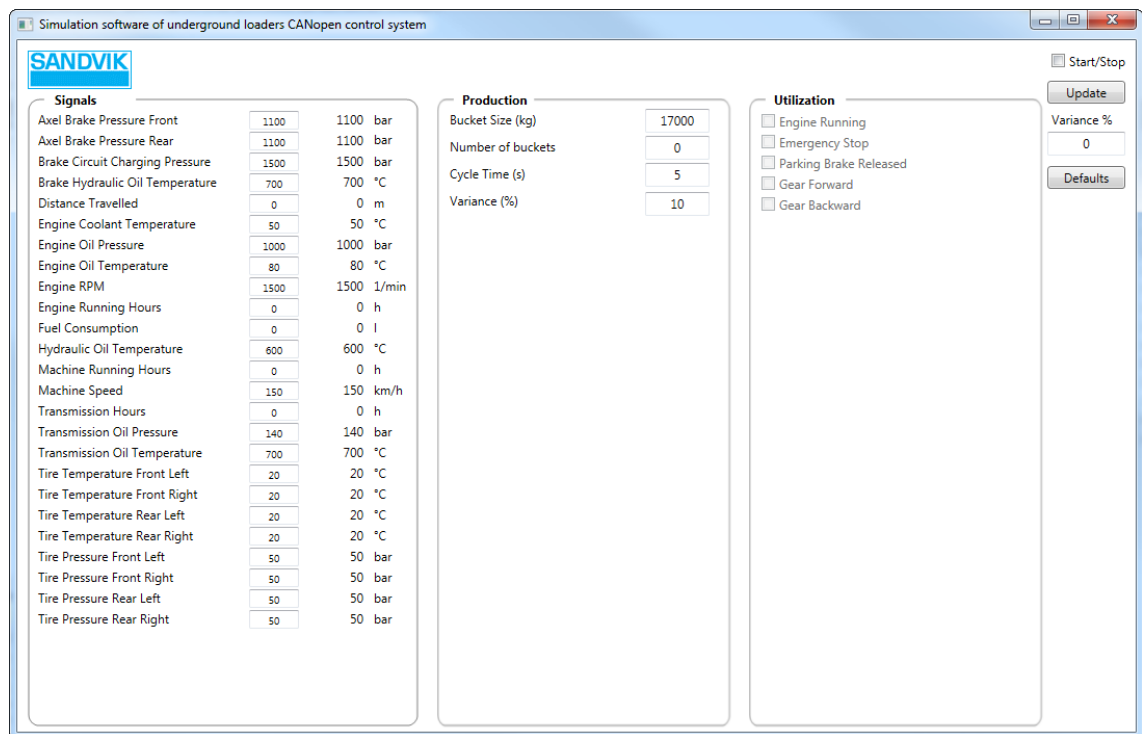 Simulation software of underground loaders CANopen control system
SANDVIK
Start/Stop
Update
Variance %
0
Defaults
Signals
Axel Brake Pressure Front 1100 1100 bar
Axel Brake Pressure Rear 1100 1100 bar
Brake Circuit Charging Pressure 1500 1500 bar
Brake Hydraulic Oil Temperature 700 700 °C
Distance Travelled 0 0 m
Engine Coolant Temperature 50 50 °C
Engine Oil Pressure 1000 1000 bar
Engine Oil Temperature 80 80 °C
Engine RPM 1500 1500 1/min
Engine Running Hours 0 0 h
Fuel Consumption 0 0 l
Hydraulic Oil Temperature 600 600 °C
Machine Running Hours 0 0 h
Machine Speed 150 150 km/h
Transmission Hours 0 0 h
Transmission Oil Pressure 140 140 bar
Transmission Oil Temperature 700 700 °C
Tire Temperature Front Left 20 20 °C
Tire Temperature Front Right 20 20 °C
Tire Temperature Rear Left 20 20 °C
Tire Temperature Rear Right 20 20 °C
Tire Pressure Front Left 50 50 bar
Tire Pressure Front Right 50 50 bar
Tire Pressure Rear Left 50 50 bar
Tire Pressure Rear Right 50 50 bar
Production
Bucket Size (kg) 17000
Number of buckets 0
Cycle Time (s) 5
Variance (%) 10
Utilization
Engine Running
Emergency Stop
Parking Brake Released
Gear Forward
Gear Backward